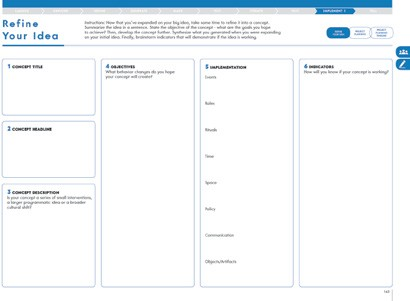 IMPLEMENT 1
Refine
Your Idea
Instruction: Now that you've expanded on your big idea, take some time to refine it into a concept.
Summarize the idea in a sentence. State the objective of the concept - what are the goals you hope
to achieve? Then, develop the concept further. Synthesize what you generated when you were expanding
on your initial idea. Finally, brainstorm indicators that will demonstrate if the idea is working.
1 CONCEPT TITLE
2 CONCEPT HEADLINE
3 CONCEPT DESCRIPTION
Is your concept a series of small interventions,
a larger programmatic idea or a broader
cultural shift?
4 OBJECTIVES
What behavior changes do you hope
your concept will create?
5 IMPLEMENTATION
Events
Roles
Rituals
Time
Space
Policy
Communication
Objects/Artifacts
6 INDICATORS
How will you know if your concept is working?